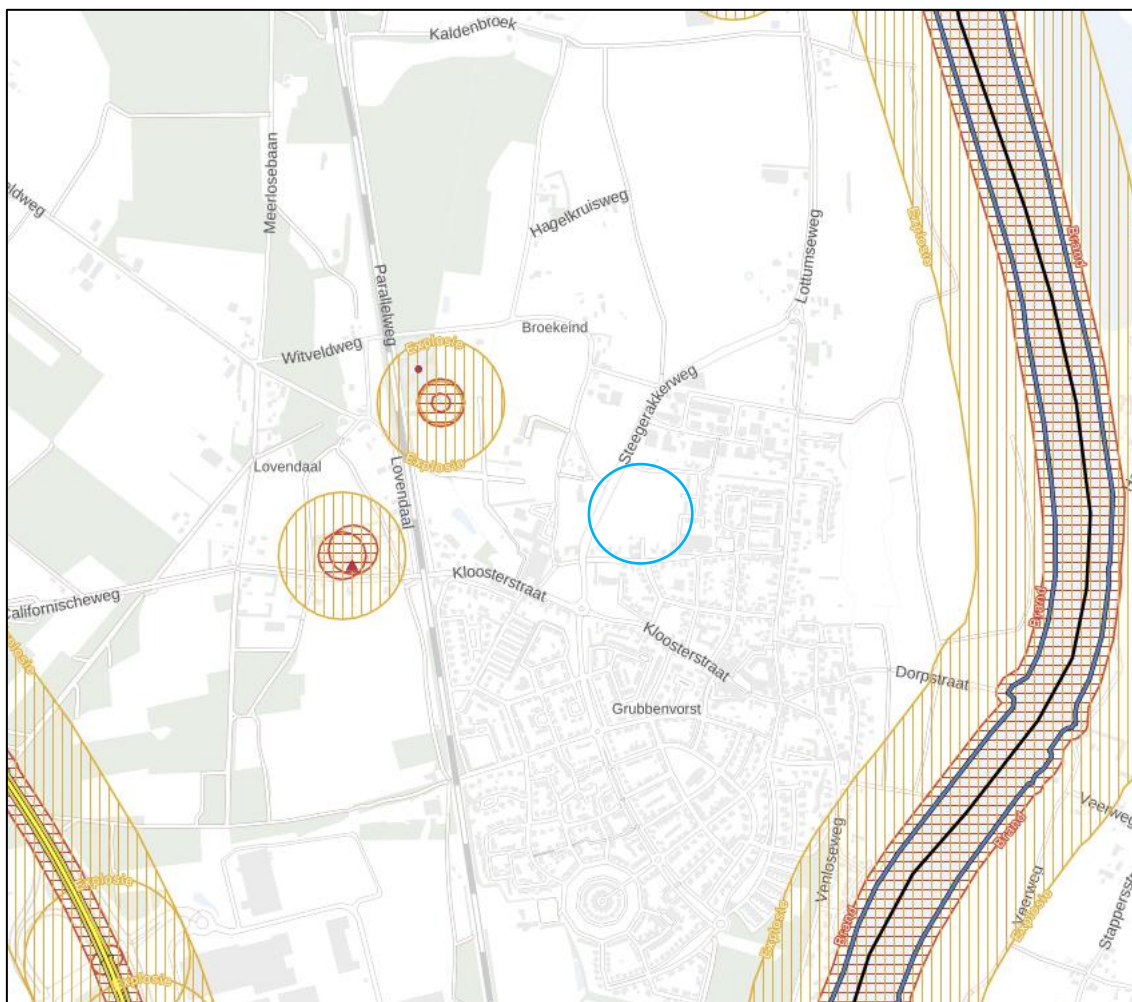 Kaldenbroek
Meerlosebaan
Hagelkruisweg
Explosie
Brand
Lottumseweg
Parallelweg
Broekeind
Witveldweg
Explosie
Steegerakkerweg
Explosie
Lovendaal
Lovendaal
Kloosterstraat
Californischeweg
Brand
Kloosterstraat
Dorpstraat
Grubbenvorst
Veerweg
Brand
Venloseweg
Explosie
Veerweg
Explosie
Brand
Explosie
Explosie